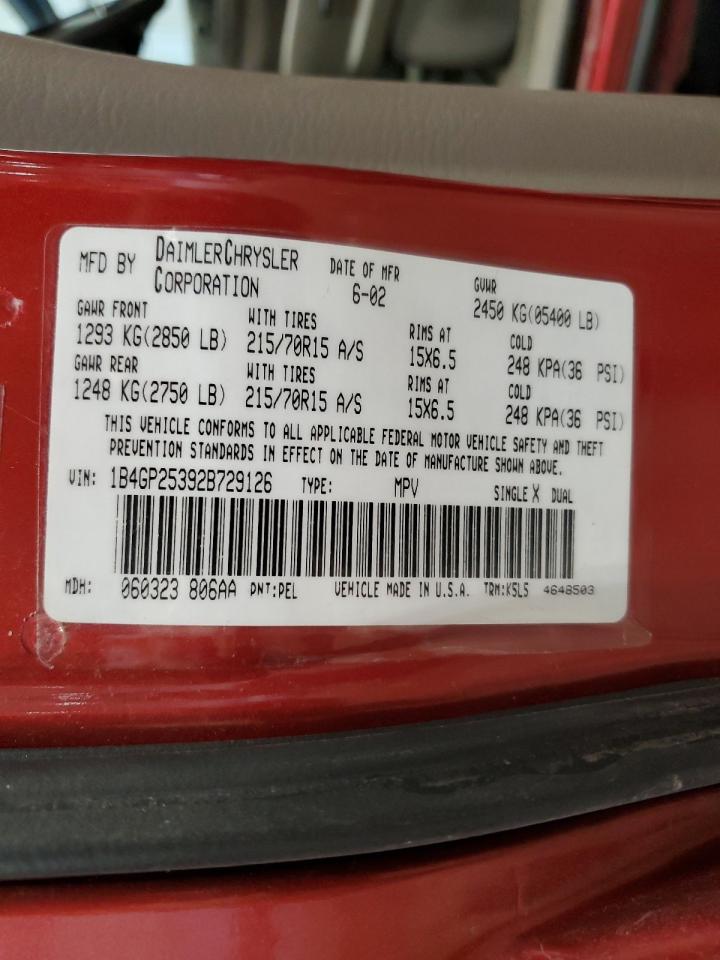 MFD BY DAIMLERCHRYSLER CORPORATION DATE OF MFR 6-02 GVWR 2450 KG(05400 LB)
GAWR FRONT WITH TIRES RIMS AT COLD
1293 KG(2850 LB) 215/70R15 A/S 15X6.5 248 KPA(36 PSI)
GAWR REAR WITH TIRES RIMS AT COLD
1248 KG(2750 LB) 215/70R15 A/S 15X6.5 248 KPA(36 PSI)
THIS VEHICLE CONFORMS TO ALL APPLICABLE FEDERAL MOTOR VEHICLE SAFETY AND THEFT
PREVENTION STANDARDS IN EFFECT ON THE DATE OF MANUFACTURE SHOWN ABOVE.
VIN: 1B4GP25392B729126 TYPE: MPV SINGLE X DUAL
MDH: 060323 806AA PNT:PEL VEHICLE MADE IN U.S.A. TRM:K5L5 4648503